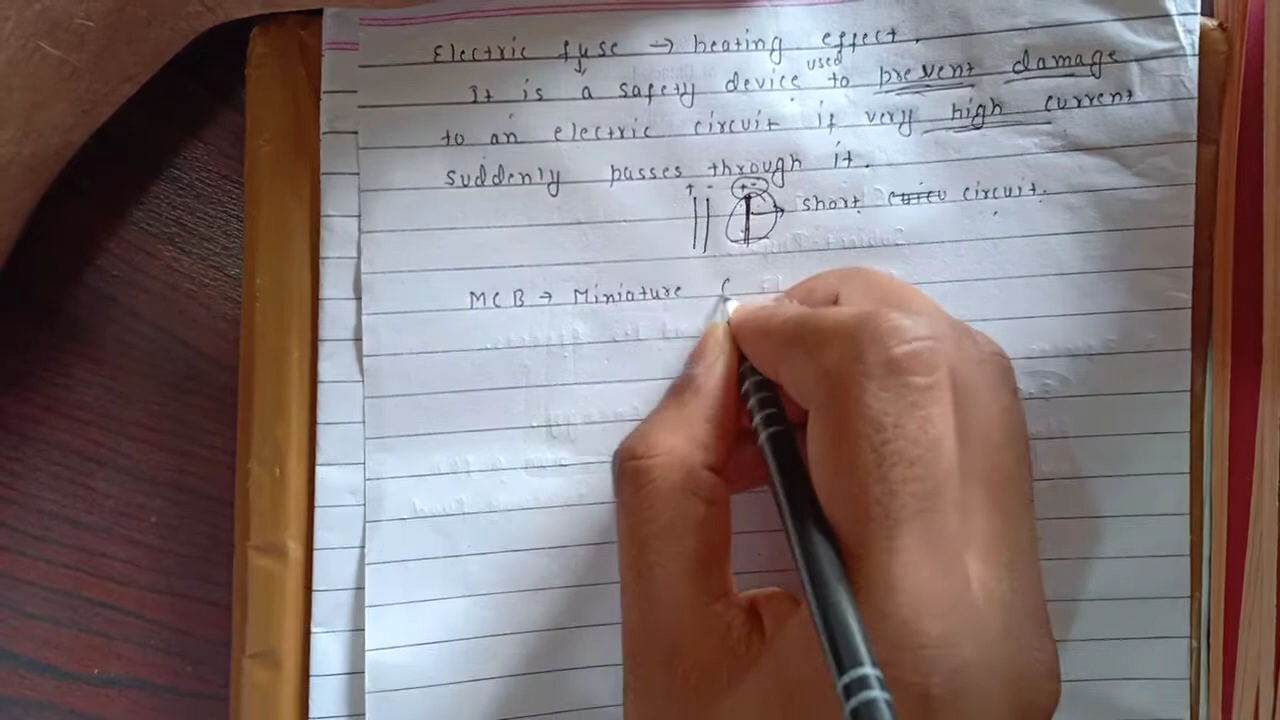 Electric fuse → heating effect.
It is a safety device used to prevent damage
to an electric circuit if very high current
suddenly passes through it.
+ - + - short circuit.
MCB → Miniature C